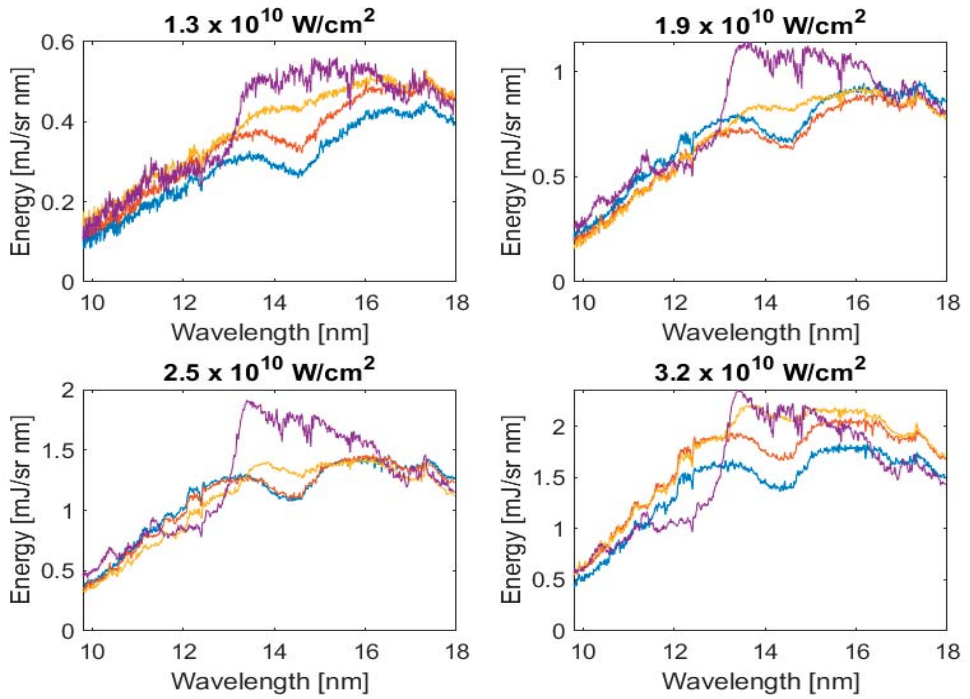 1.3 x 10^10 W/cm^2
Energy [mJ/sr nm]
0.6
0.4
0.2
0
10 12 14 16 18
Wavelength [nm]
1.9 x 10^10 W/cm^2
Energy [mJ/sr nm]
1
0.5
0
10 12 14 16 18
Wavelength [nm]
2.5 x 10^10 W/cm^2
Energy [mJ/sr nm]
2
1.5
1
0.5
0
10 12 14 16 18
Wavelength [nm]
3.2 x 10^10 W/cm^2
Energy [mJ/sr nm]
2
1.5
1
0.5
0
10 12 14 16 18
Wavelength [nm]